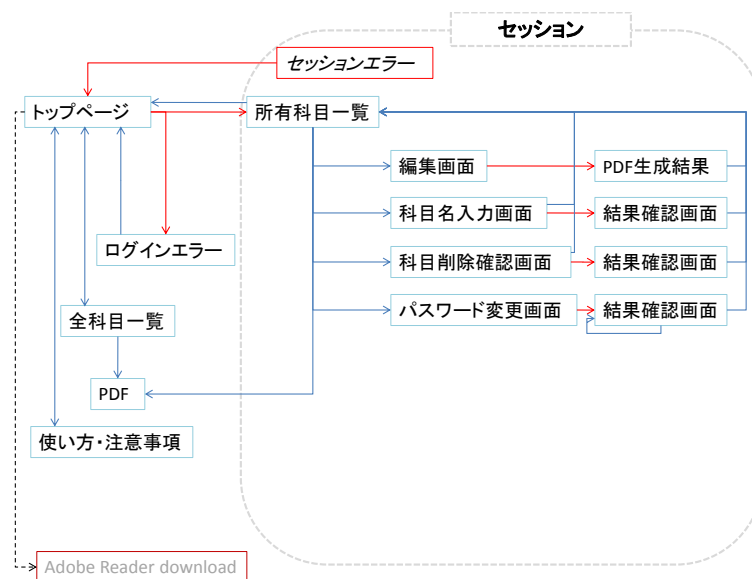 セッション
セッションエラー
トップページ
所有科目一覧
編集画面
PDF生成結果
科目名入力画面
結果確認画面
ログインエラー
科目削除確認画面
結果確認画面
全科目一覧
パスワード変更画面
結果確認画面
PDF
使い方・注意事項
Adobe Reader download